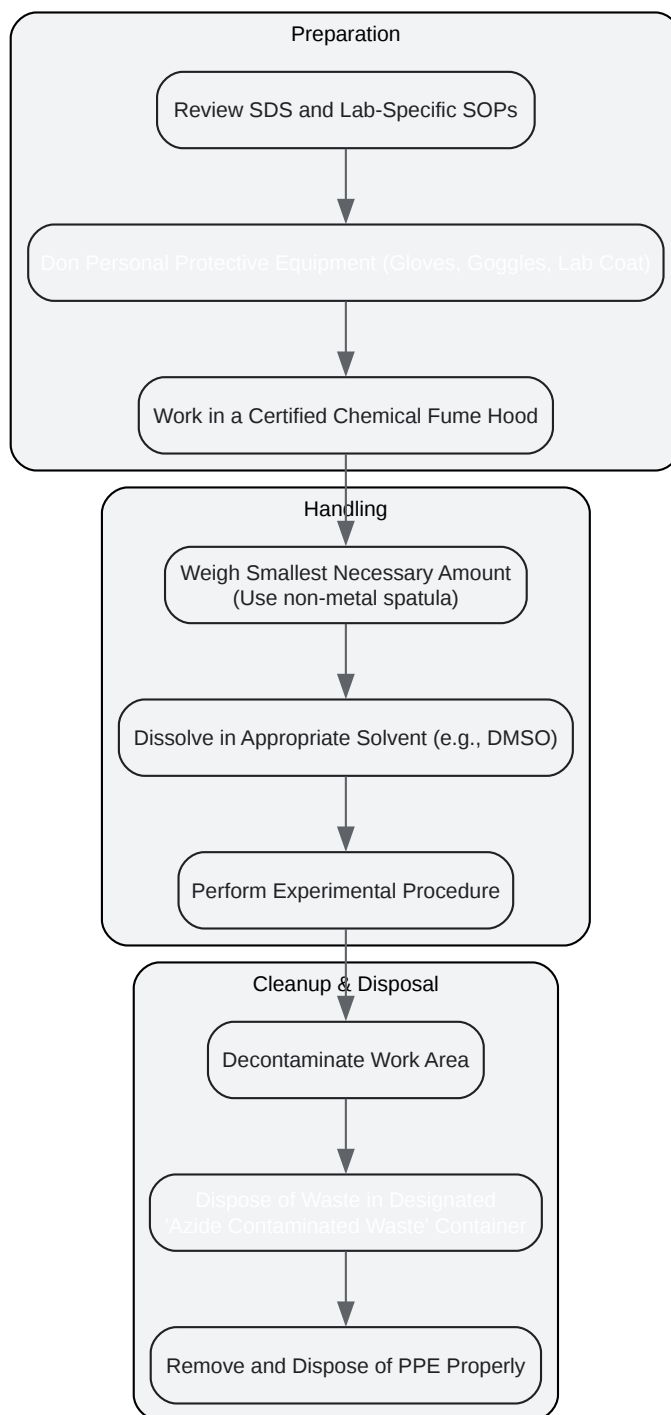 Preparation
Review SDS and Lab-Specific SOPs
Don Personal Protective Equipment (Gloves, Goggles, Lab Coat)
Work in a Certified Chemical Fume Hood
Handling
Weigh Smallest Necessary Amount
(Use non-metal spatula)
Dissolve in Appropriate Solvent (e.g., DMSO)
Perform Experimental Procedure
Cleanup & Disposal
Decontaminate Work Area
Dispose of Waste in Designated
'Azide Contaminated Waste' Container
Remove and Dispose of PPE Properly